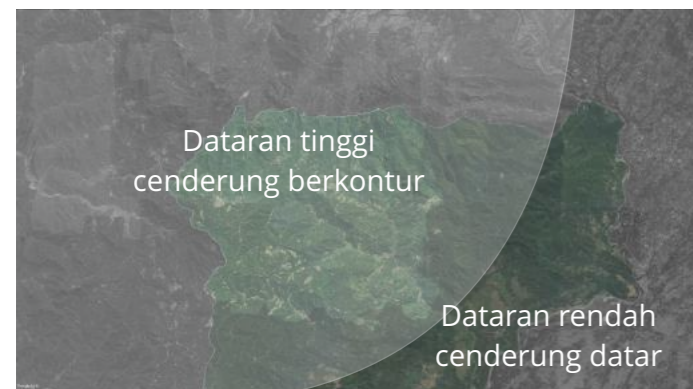 Dataran tinggi
cenderung berkontur
Dataran rendah
cenderung datar